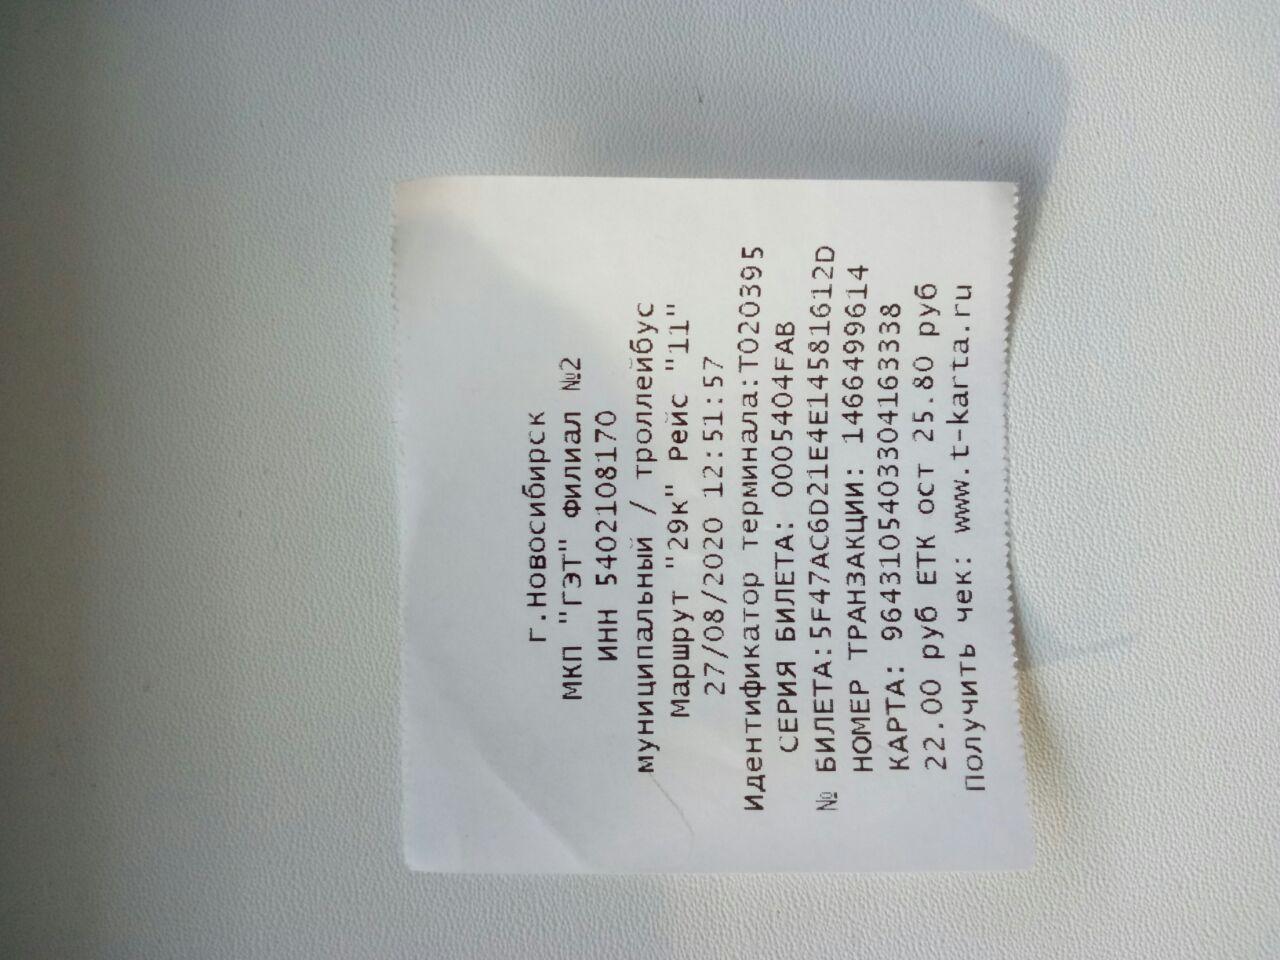 г.Новосибирск
МКП "ГЭТ" Филиал №2
ИНН 5402108170
муниципальный / троллейбус
Маршрут "29к" Рейс "11"
27/08/2020 12:51:57
Идентификатор терминала:T020395
СЕРИЯ БИЛЕТА: 0005404FAB
№ БИЛЕТА:5F47AC6D21E4E14581612D
НОМЕР ТРАНЗАКЦИИ: 1466499614
КАРТА: 96431054033304163338
22.00 руб ЕТК ост 25.80 руб
Получить чек: www.t-karta.ru